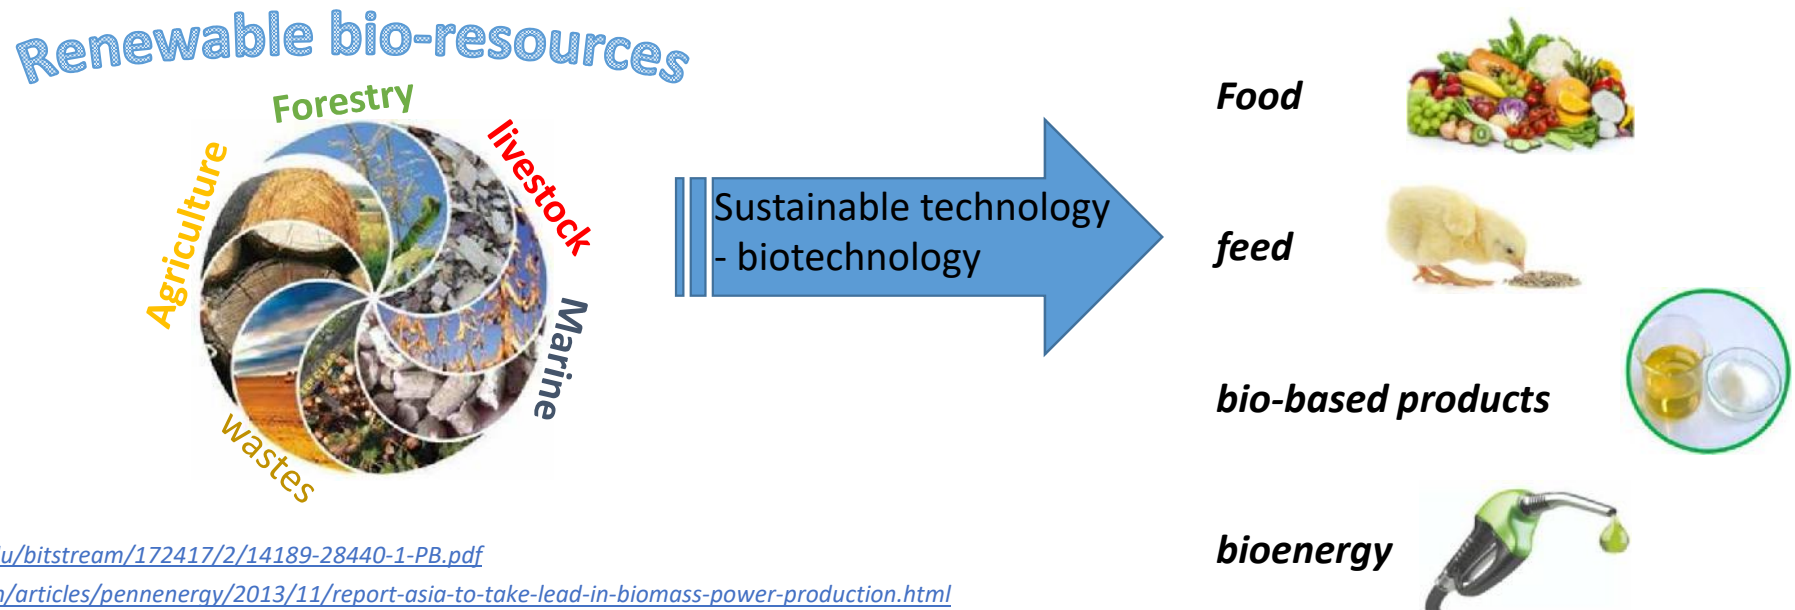 Renewable bio-resources
Forestry
livestock
Agriculture
Marine
wastes
Sustainable technology
- biotechnology
Food
feed
bio-based products
bioenergy
u/bitstream/172417/2/14189-28440-1-PB.pdf
/articles/pennenergy/2013/11/report-asia-to-take-lead-in-biomass-power-production.html